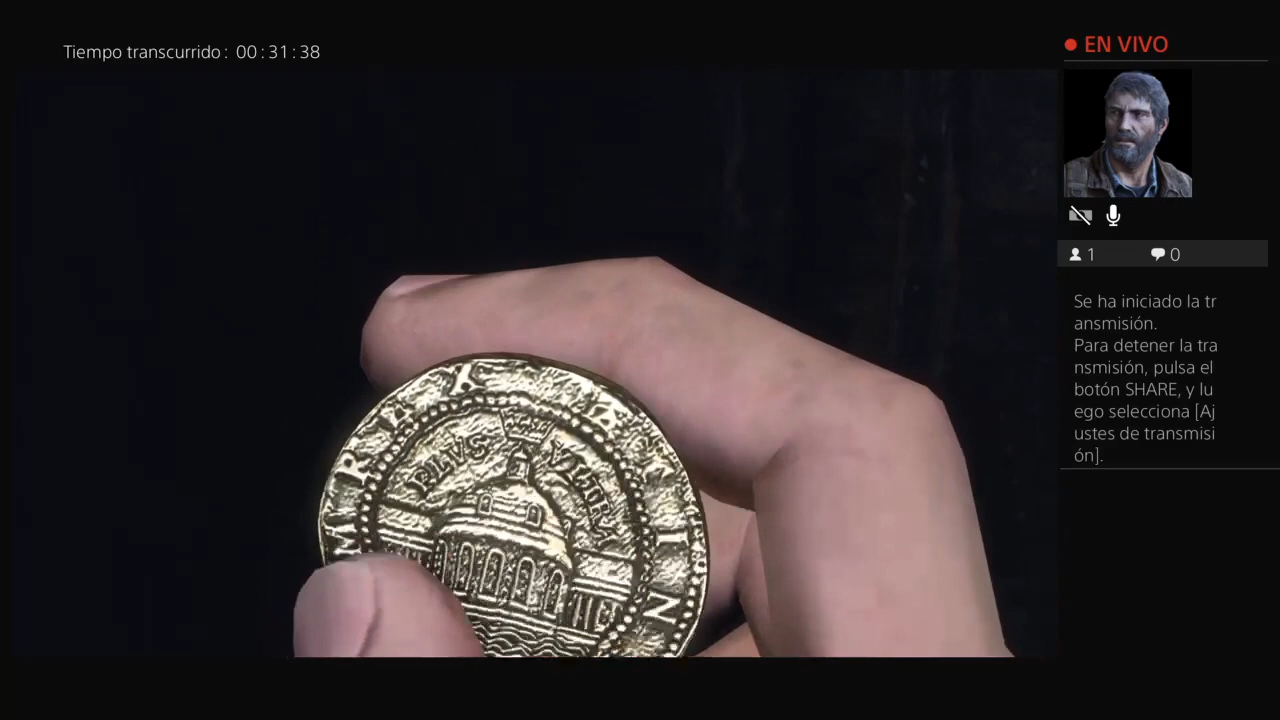 Tiempo transcurrido: 00:31:38
EN VIVO
1
0
Se ha iniciado la tr
ansmisión.
Para detener la tra
nsmisión, pulsa el
botón SHARE, y lu
ego selecciona [Aj
ustes de transmisi
ón].
PLVS VLTRA